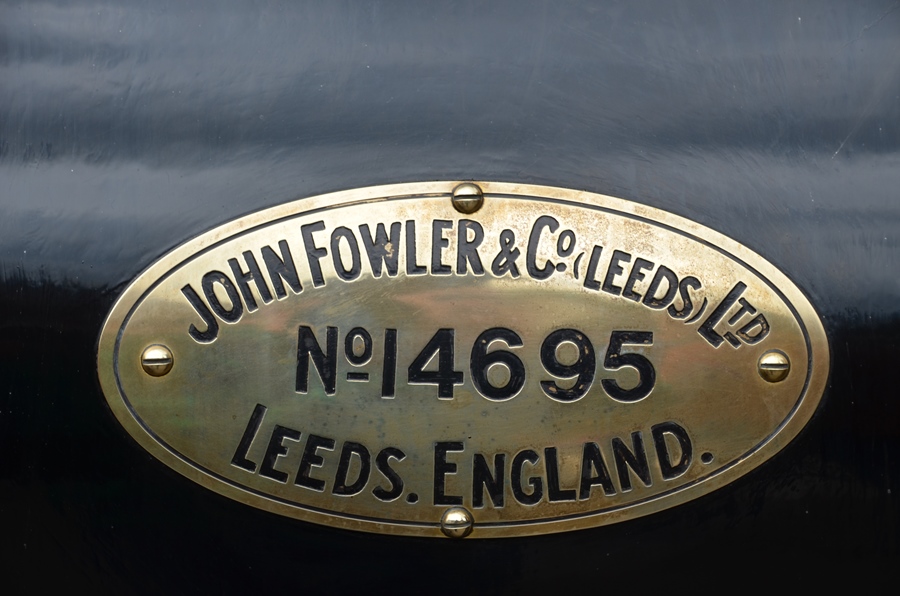 JOHN FOWLER & Co (LEEDS) LTD
No 14695
LEEDS. ENGLAND.